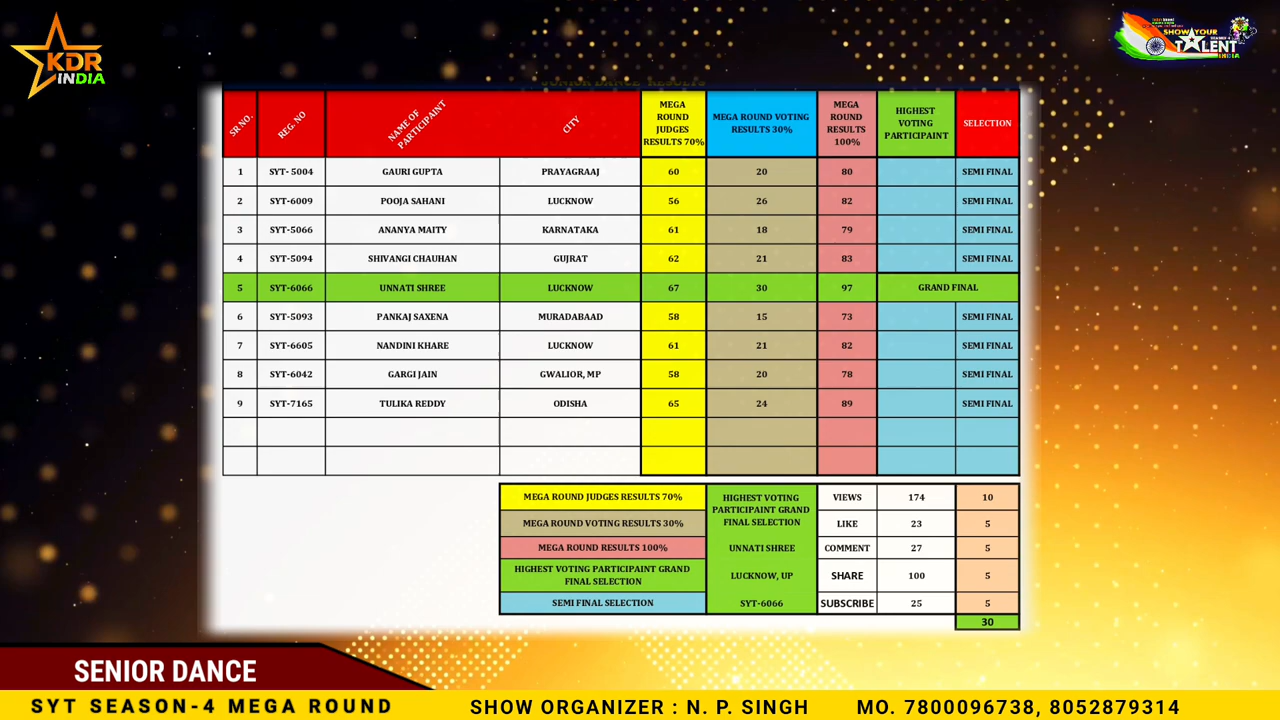 KDR
INDIA
SHOW YOUR
TALENT
INDIA
SR NO.
REG. NO
NAME OF
PARTICIPAINT
CITY
MEGA
ROUND
JUDGES
RESULTS 70%
MEGA ROUND VOTING
RESULTS 30%
MEGA
ROUND
RESULTS
100%
HIGHEST
VOTING
PARTICIPAINT
SELECTION
1 SYT- 5004 GAURI GUPTA PRAYAGRAAJ 60 20 80 SEMI FINAL
2 SYT-6009 POOJA SAHANI LUCKNOW 56 26 82 SEMI FINAL
3 SYT-5066 ANANYA MAITY KARNATAKA 61 18 79 SEMI FINAL
4 SYT-5094 SHIVANGI CHAUHAN GUJRAT 62 21 83 SEMI FINAL
5 SYT-6066 UNNATI SHREE LUCKNOW 67 30 97 GRAND FINAL
6 SYT-5093 PANKAJ SAXENA MURADABAAD 58 15 73 SEMI FINAL
7 SYT-6605 NANDINI KHARE LUCKNOW 61 21 82 SEMI FINAL
8 SYT-6042 GARGI JAIN GWALIOR, MP 58 20 78 SEMI FINAL
9 SYT-7165 TULIKA REDDY ODISHA 65 24 89 SEMI FINAL
MEGA ROUND JUDGES RESULTS 70%
MEGA ROUND VOTING RESULTS 30%
MEGA ROUND RESULTS 100%
HIGHEST VOTING PARTICIPAINT GRAND
FINAL SELECTION
SEMI FINAL SELECTION
HIGHEST VOTING
PARTICIPAINT GRAND
FINAL SELECTION
UNNATI SHREE
LUCKNOW, UP
SYT-6066
VIEWS 174 10
LIKE 23 5
COMMENT 27 5
SHARE 100 5
SUBSCRIBE 25 5
30
SENIOR DANCE
SYT SEASON-4 MEGA ROUND
SHOW ORGANIZER : N. P. SINGH
MO. 7800096738, 8052879314